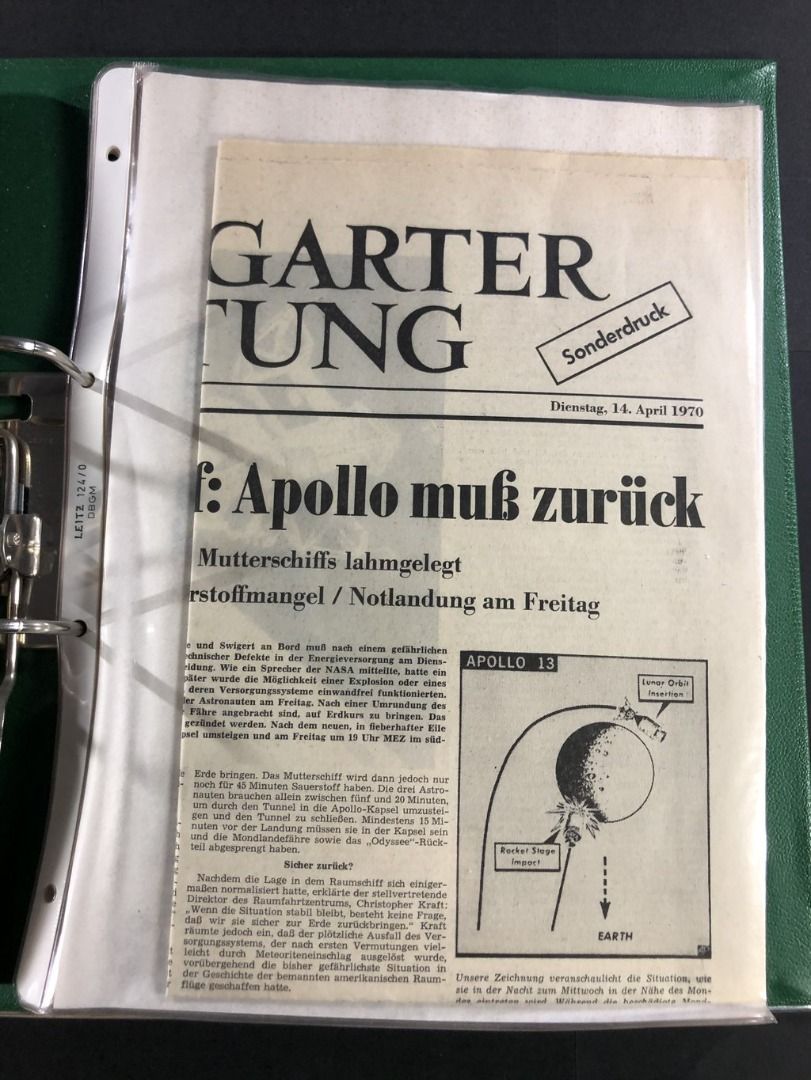 GARTER
TUNG
Sonderdruck
Dienstag, 14. April 1970
f: Apollo muß zurück
Mutterschiffs lahmgelegt
rstoffmangel / Notlandung am Freitag
e und Swigert an Bord muß nach einem gefährlichen
chnischer Defekte in der Energieversorgung am Diens-
eidung. Wie ein Sprecher der NASA mitteilte, hatte ein
päter wurde die Möglichkeit einer Explosion oder eines
deren Versorgungssysteme einwandfrei funktionierten.
er Astronauten am Freitag. Nach einer Umrundung des
Fähre angebracht sind, auf Erdkurs zu bringen. Das
gezündet werden. Nach dem neuen, in fieberhafter Eile
psel umsteigen und am Freitag um 19 Uhr MEZ im süd-
Erde bringen. Das Mutterschiff wird dann jedoch nur
noch für 45 Minuten Sauerstoff haben. Die drei Astro-
nauten brauchen allein zwischen fünf und 20 Minuten,
um durch den Tunnel in die Apollo-Kapsel umzustei-
gen und den Tunnel zu schließen. Mindestens 15 Mi-
nuten vor der Landung müssen sie in der Kapsel sein
und die Mondlandefähre sowie das „Odyssee“-Rück-
teil abgesprengt haben.
Sicher zurück?
Nachdem die Lage in dem Raumschiff sich einiger-
maßen normalisiert hatte, erklärte der stellvertretende
Direktor des Raumfahrtzentrums, Christopher Kraft:
„Wenn die Situation stabil bleibt, besteht keine Frage,
daß wir sie sicher zur Erde zurückbringen.“ Kraft
räumte jedoch ein, daß der plötzliche Ausfall des Ver-
sorgungssystems, der nach ersten Vermutungen viel-
leicht durch Meteoriteneinschlag ausgelöst wurde,
vorübergehend die bisher gefährlichste Situation in
der Geschichte der bemannten amerikanischen Raum-
flüge geschaffen hatte.
APOLLO 13
Lunar Orbit
Insertion
Rocket Stage
Impact
EARTH
Unsere Zeichnung veranschaulicht die Situation, wie
sie in der Nacht zum Mittwoch in der Nähe des Mon-
des eintreten wird. Während die beschädigte Mond-
LEITZ 124/0
DBGM